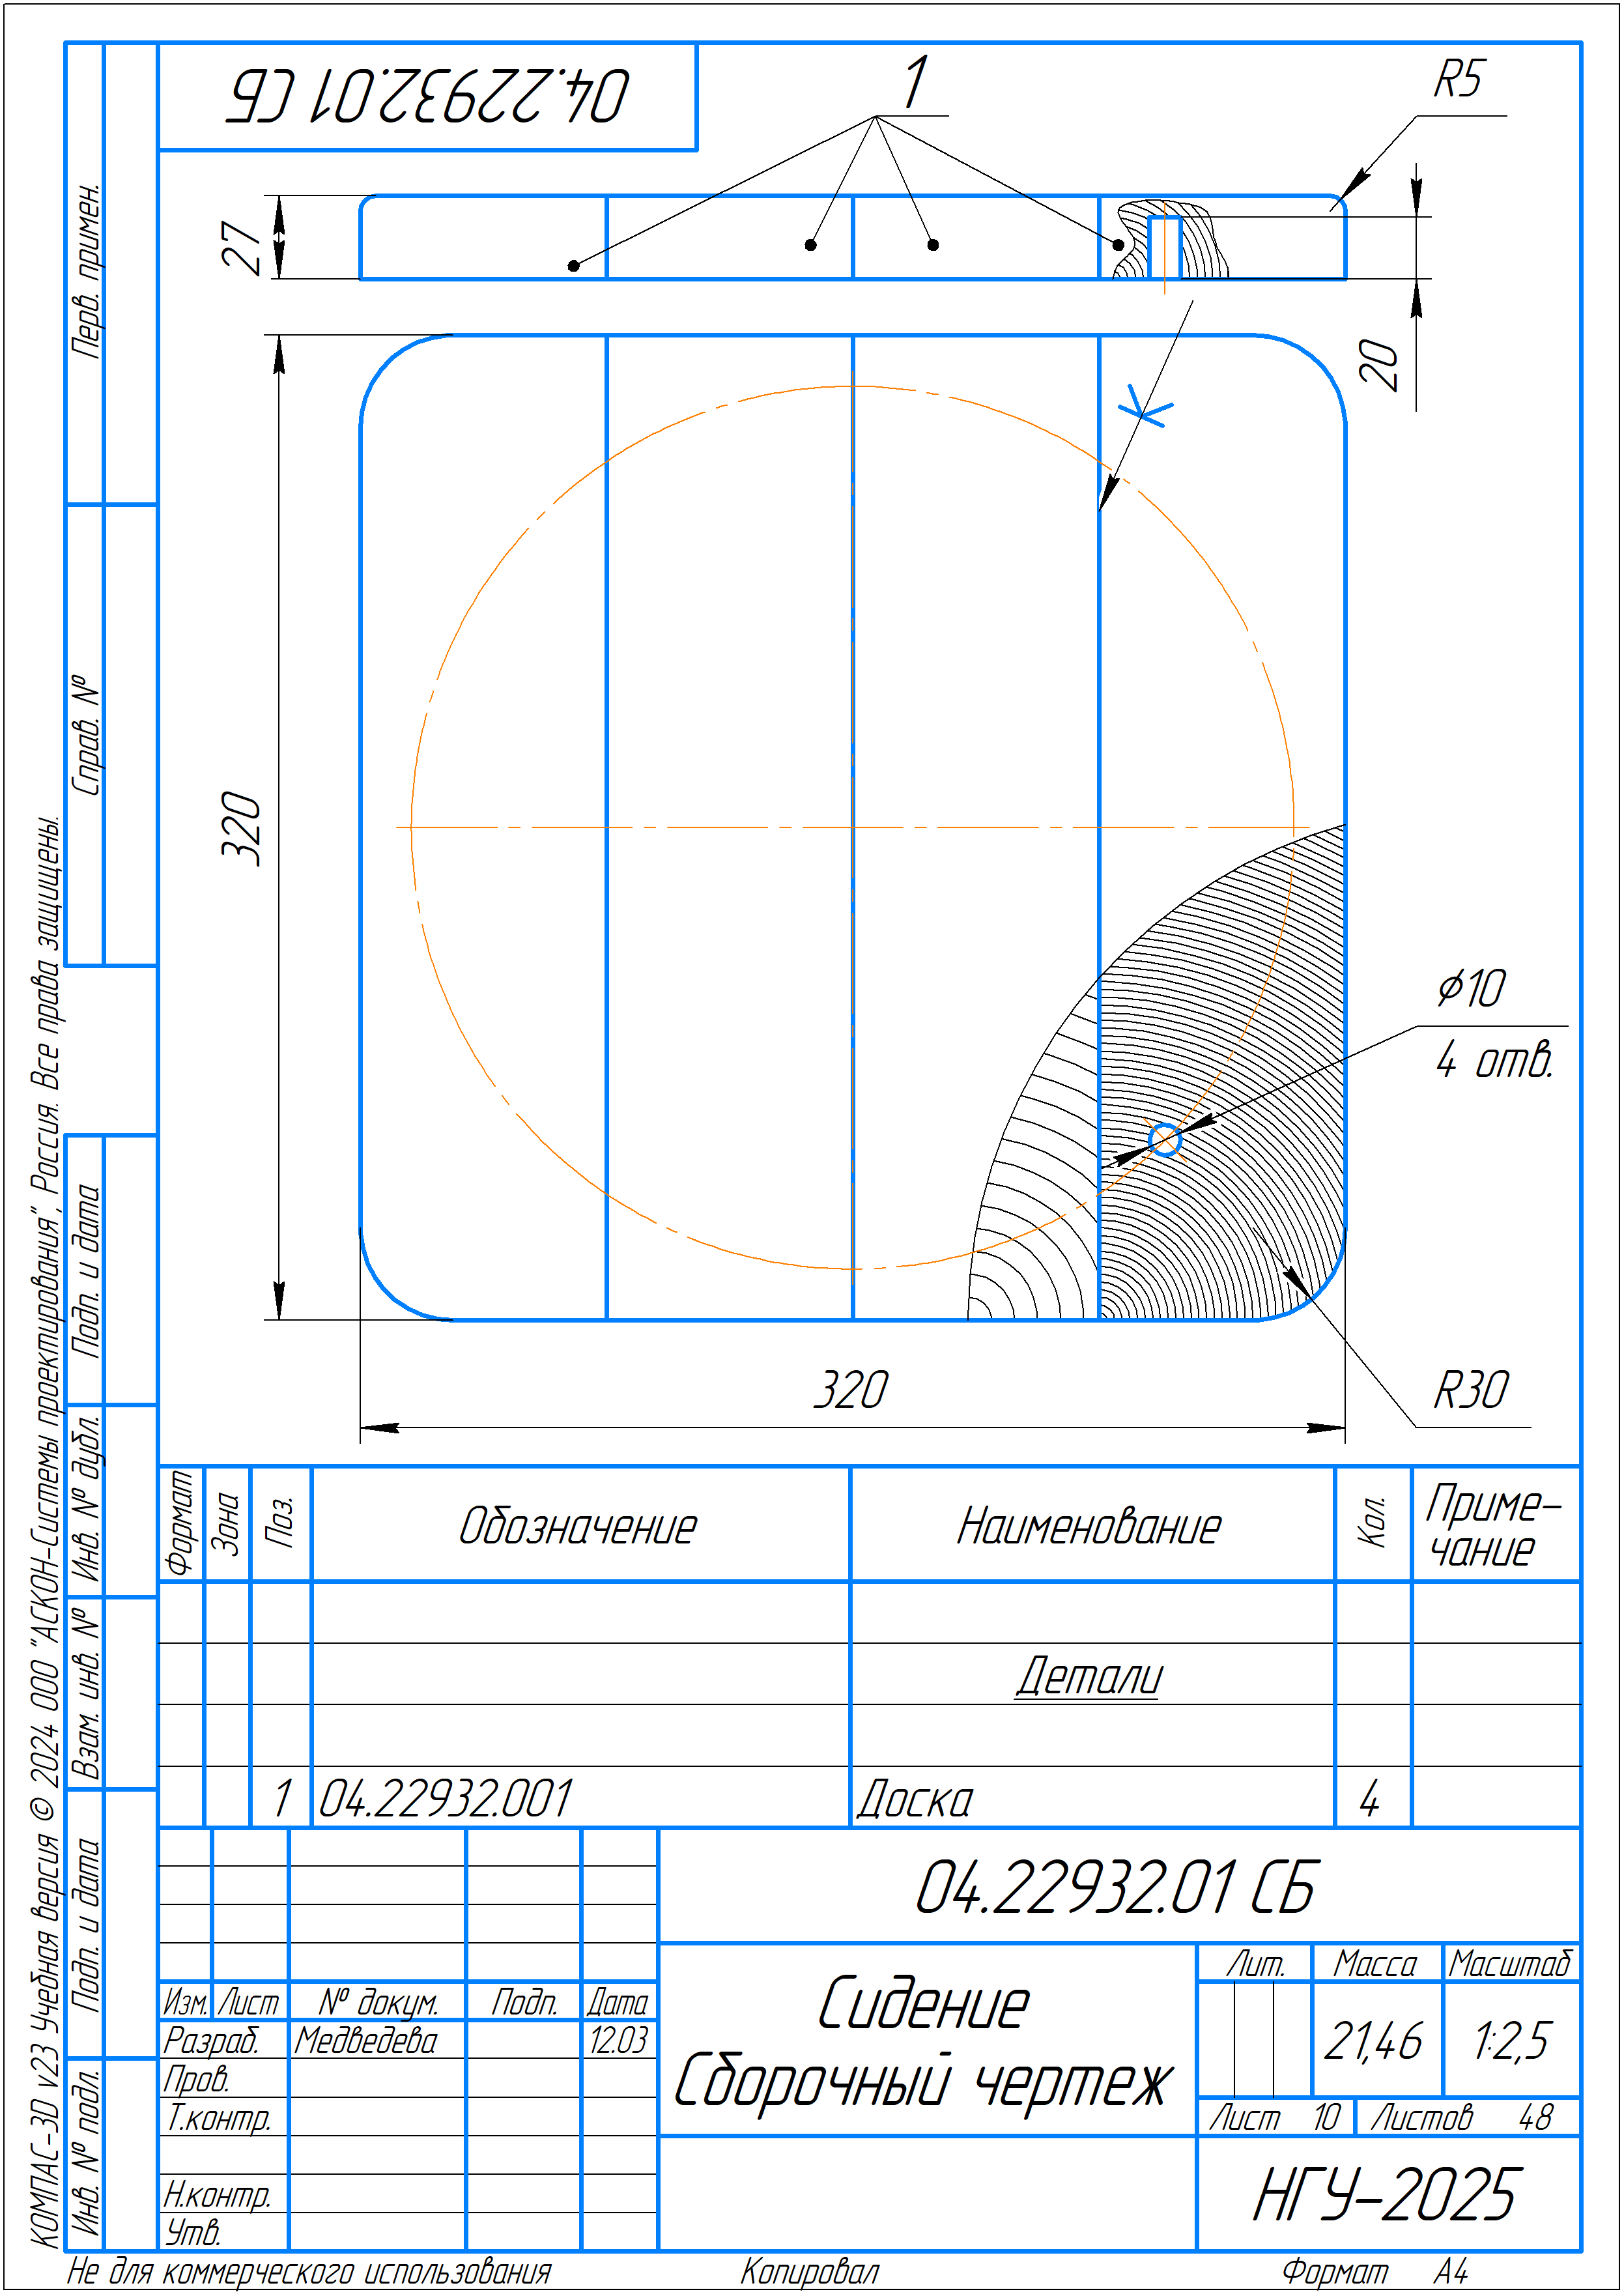 04.22932.01 СБ
1
R5
27
20
320
⌀10
4 отв.
320
R30
Перв. примен.
Справ. №
Подп. и дата
Инв. № дубл.
Взам. инв. №
Подп. и дата
Инв. № подл.
КОМПАС-3D v23 Учебная версия © 2024 ООО "АСКОН-Системы проектирования", Россия. Все права защищены.
Формат Зона Поз. Обозначение Наименование Кол. Приме-
чание
Детали
1 04.22932.001 Доска 4
04.22932.01 СБ
Изм. Лист № докум. Подп. Дата
Разраб. Медведева 12.03
Пров.
Т.контр.
Н.контр.
Утв.
Сидение
Сборочный чертеж
Лит. Масса Масштаб
21,46 1:2,5
Лист 10 Листов 48
НГУ-2025
Не для коммерческого использования Копировал Формат А4